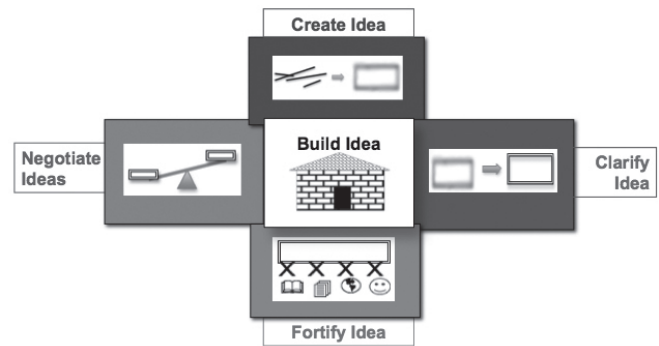 Create Idea
Build Idea
Negotiate
Ideas
Clarify
Idea
Fortify Idea